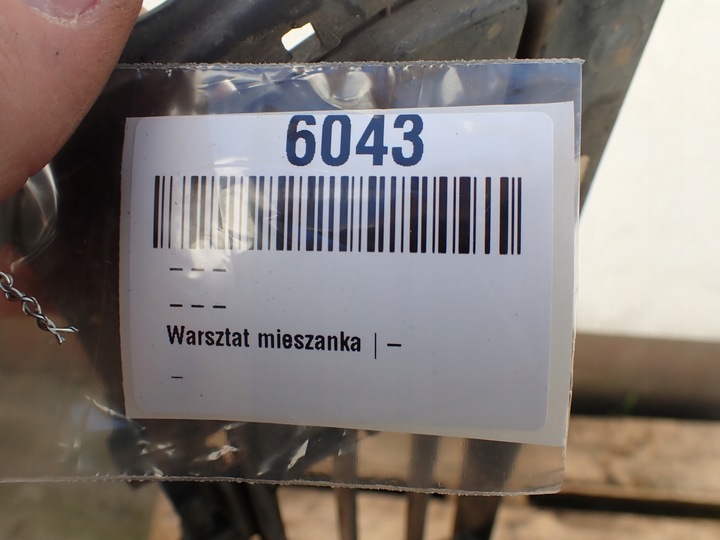 6043
– – –
– – –
Warsztat mieszanka | –
–